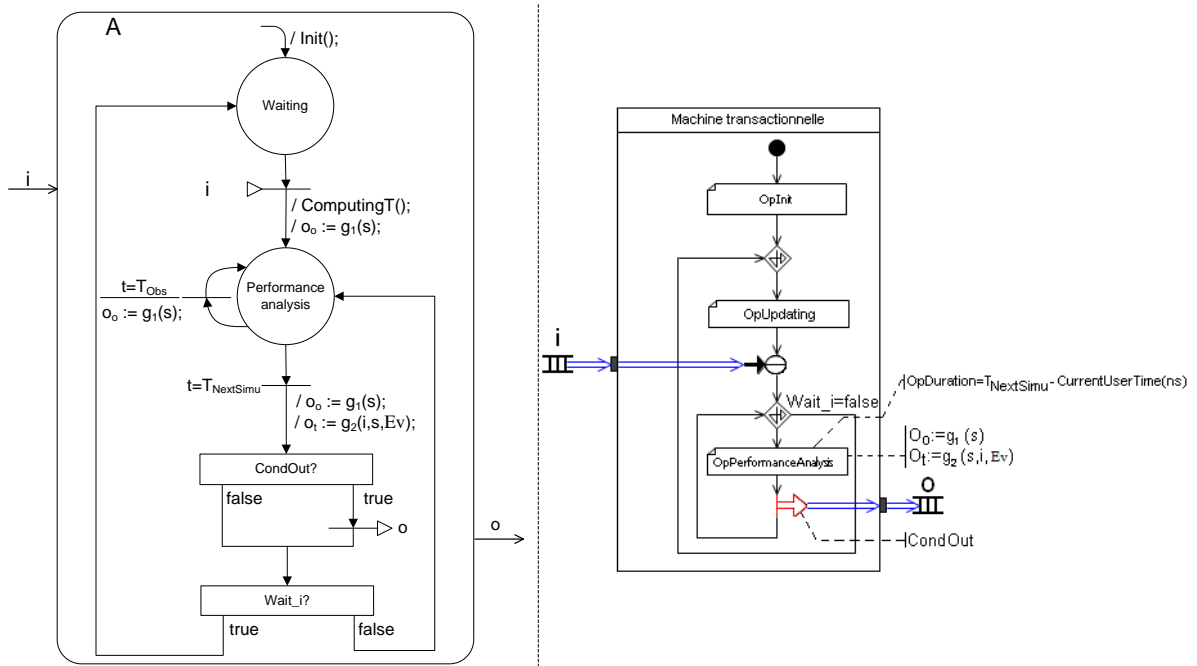 A
/ Init();
Waiting
i
i
/ ComputingT();
/ oo := g1(s);
t=TObs
oo := g1(s);
Performance
analysis
t=TNextSimu
/ oo := g1(s);
/ ot := g2(i,s,Ev);
CondOut?
false
true
o
o
Wait_i?
true
false
Machine transactionnelle
OpInit
OpUpdating
i
Wait_i=false
OpDuration=TNextSimu- CurrentUserTime(ns)
OpPerformanceAnalysis
Oo:=g1 (s)
Ot:=g2 (s,i,Ev)
o
CondOut